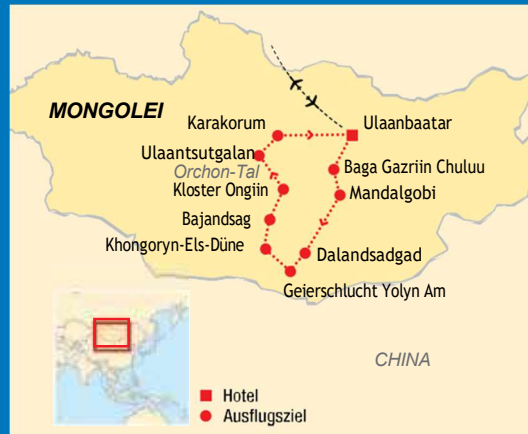 MONGOLEI
Karakorum
Ulaanbaatar
Ulaantsutgalan
Baga Gazriin Chuluu
Orchon-Tal
Kloster Ongiin
Mandalgobi
Bajandsag
Khongoryn-Els-Düne
Dalandsadgad
Geierschlucht Yolyn Am
CHINA
Hotel
Ausflugsziel